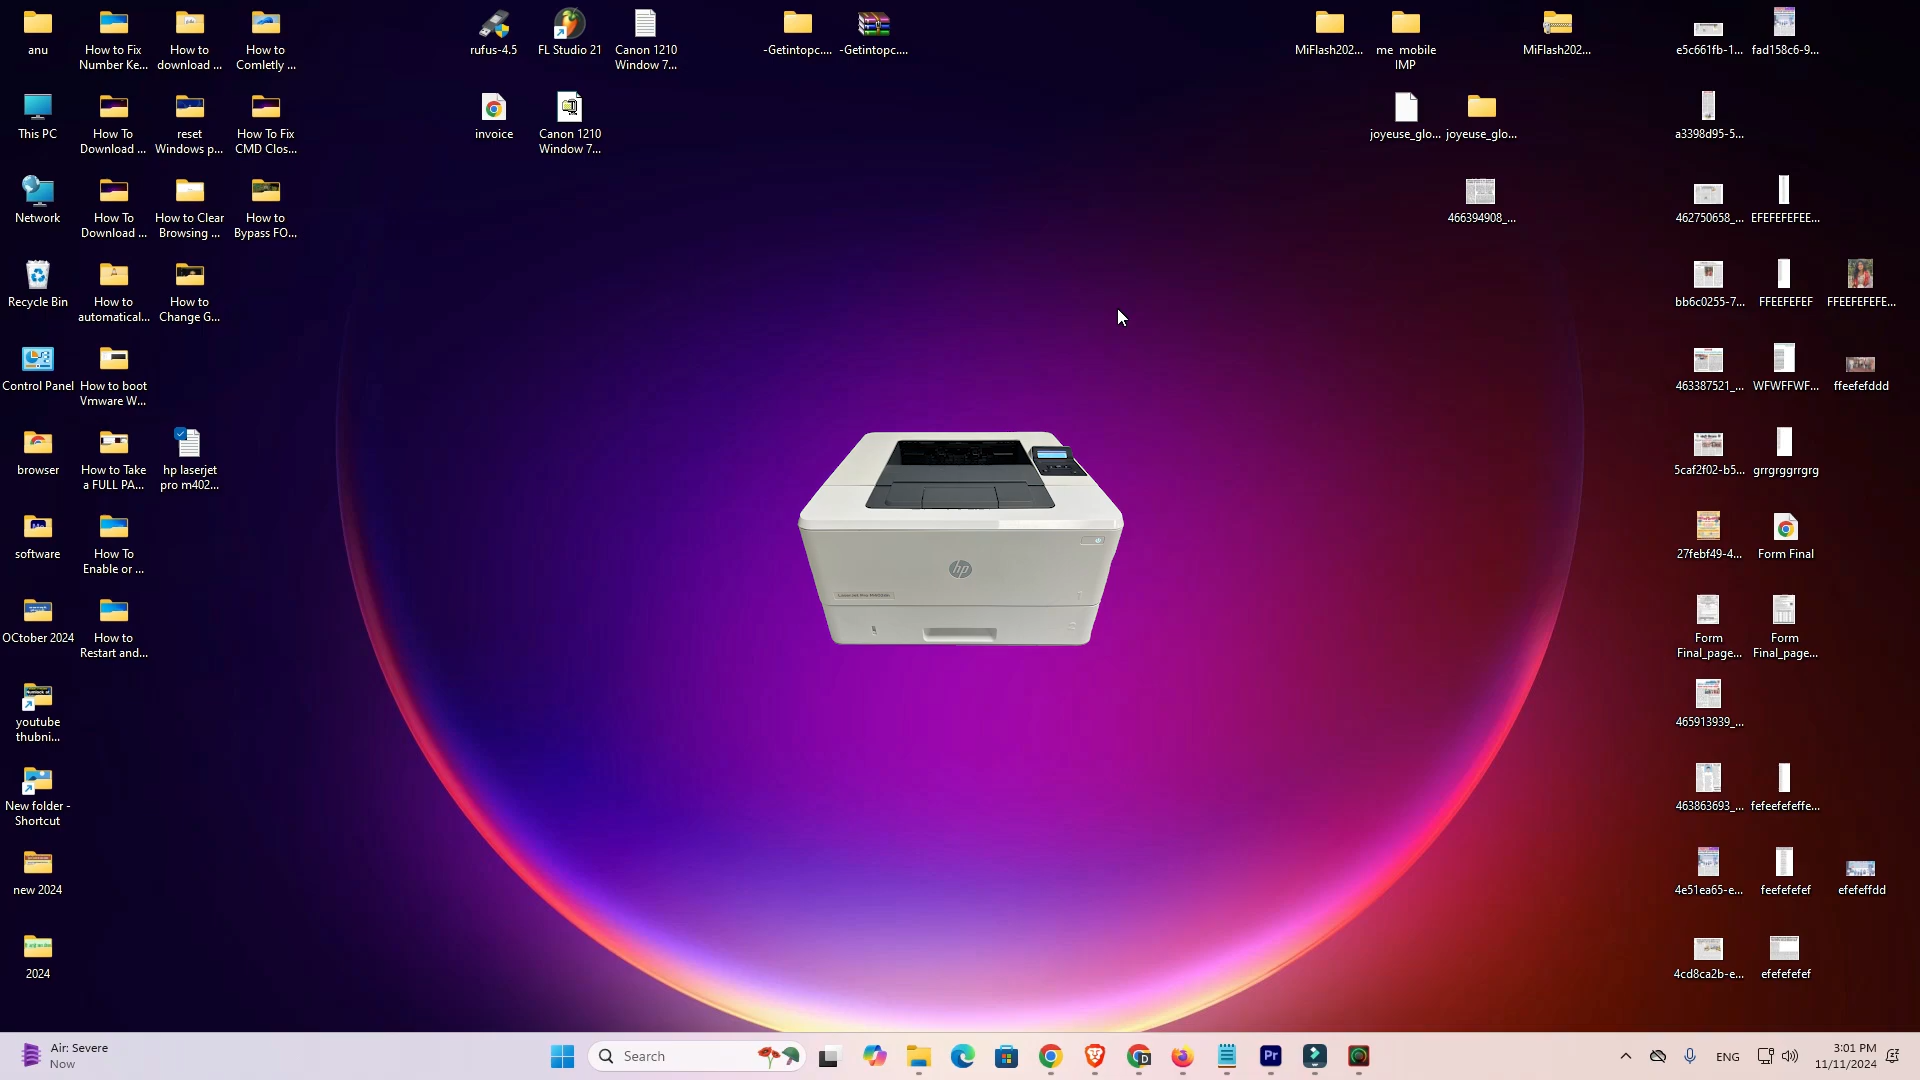 anu
How to Fix
Number Ke...
How to
download ...
How to
Comletly ...
rufus-4.5
FL Studio 21
Canon 1210
Window 7...
-Getintopc....
-Getintopc....
MiFlash202...
me_mobile
IMP
MiFlash202...
e5c661fb-1...
fad158c6-9...
This PC
How To
Download ...
reset
Windows p...
How To Fix
CMD Clos...
invoice
Canon 1210
Window 7...
joyeuse_glo...
joyeuse_glo...
a3398d95-5...
Network
How To
Download ...
How to Clear
Browsing ...
How to
Bypass FO...
466394908_...
462750658_...
EFEFEFEFEE...
Recycle Bin
How to
automatical...
How to
Change G...
bb6c0255-7...
FFEEFEFEF
FFEEFEFEFE...
Control Panel
How to boot
Vmware W...
463387521_...
WFWFFWF...
ffeefefddd
browser
How to Take
a FULL PA...
hp laserjet
pro m402...
5caf2f02-b5...
grrgrggrrgrg
software
How To
Enable or ...
27febf49-4...
Form Final
hp
OCtober 2024
How to
Restart and...
Form
Final_page...
Form
Final_page...
youtube
thubni...
465913939_...
New folder -
Shortcut
463863693_...
fefeefefeffe...
new 2024
4e51ea65-e...
feefefefef
efefeffdd
2024
4cd8ca2b-e...
efefefefef
Air: Severe
Now
Search
Pr
D
ENG
3:01 PM
11/11/2024